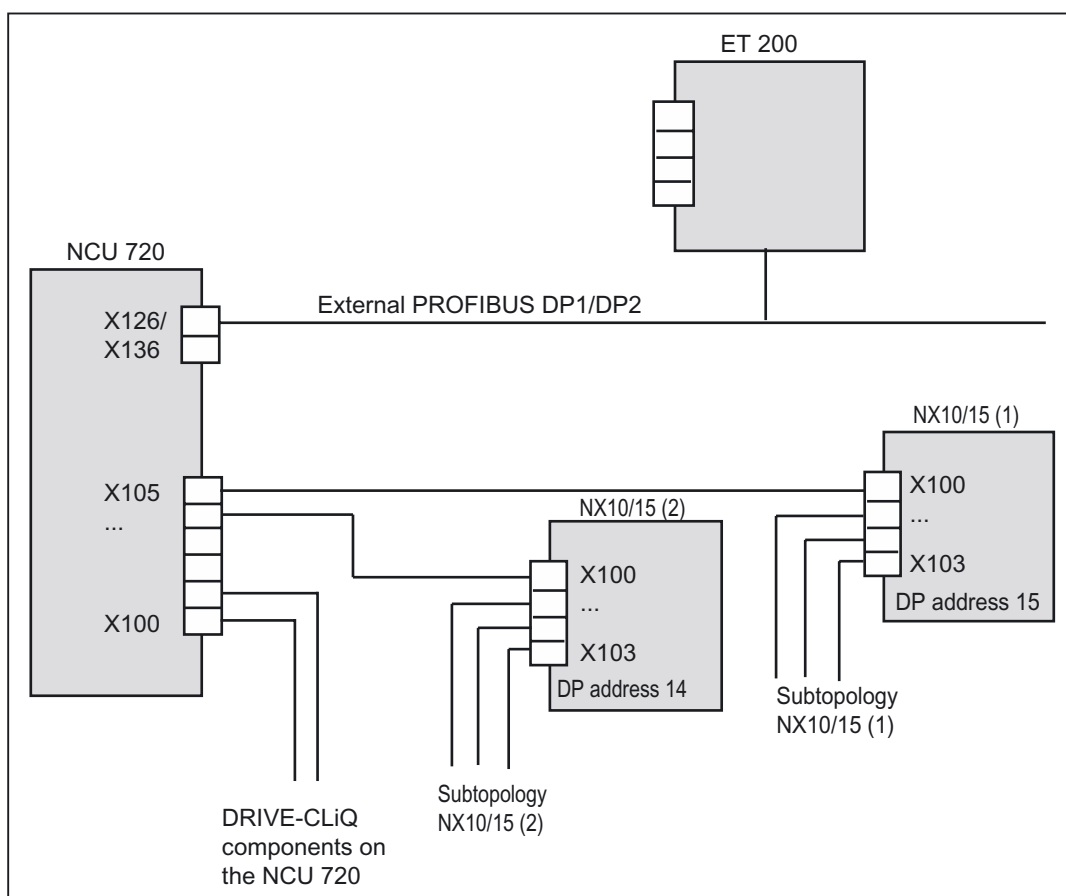 ET 200
NCU 720
X126/
X136
External PROFIBUS DP1/DP2
NX10/15 (1)
X105
...
X100
X100
...
X103
DP address 15
NX10/15 (2)
X100
...
X103
DP address 14
Subtopology
NX10/15 (1)
Subtopology
NX10/15 (2)
DRIVE-CLiQ
components on
the NCU 720